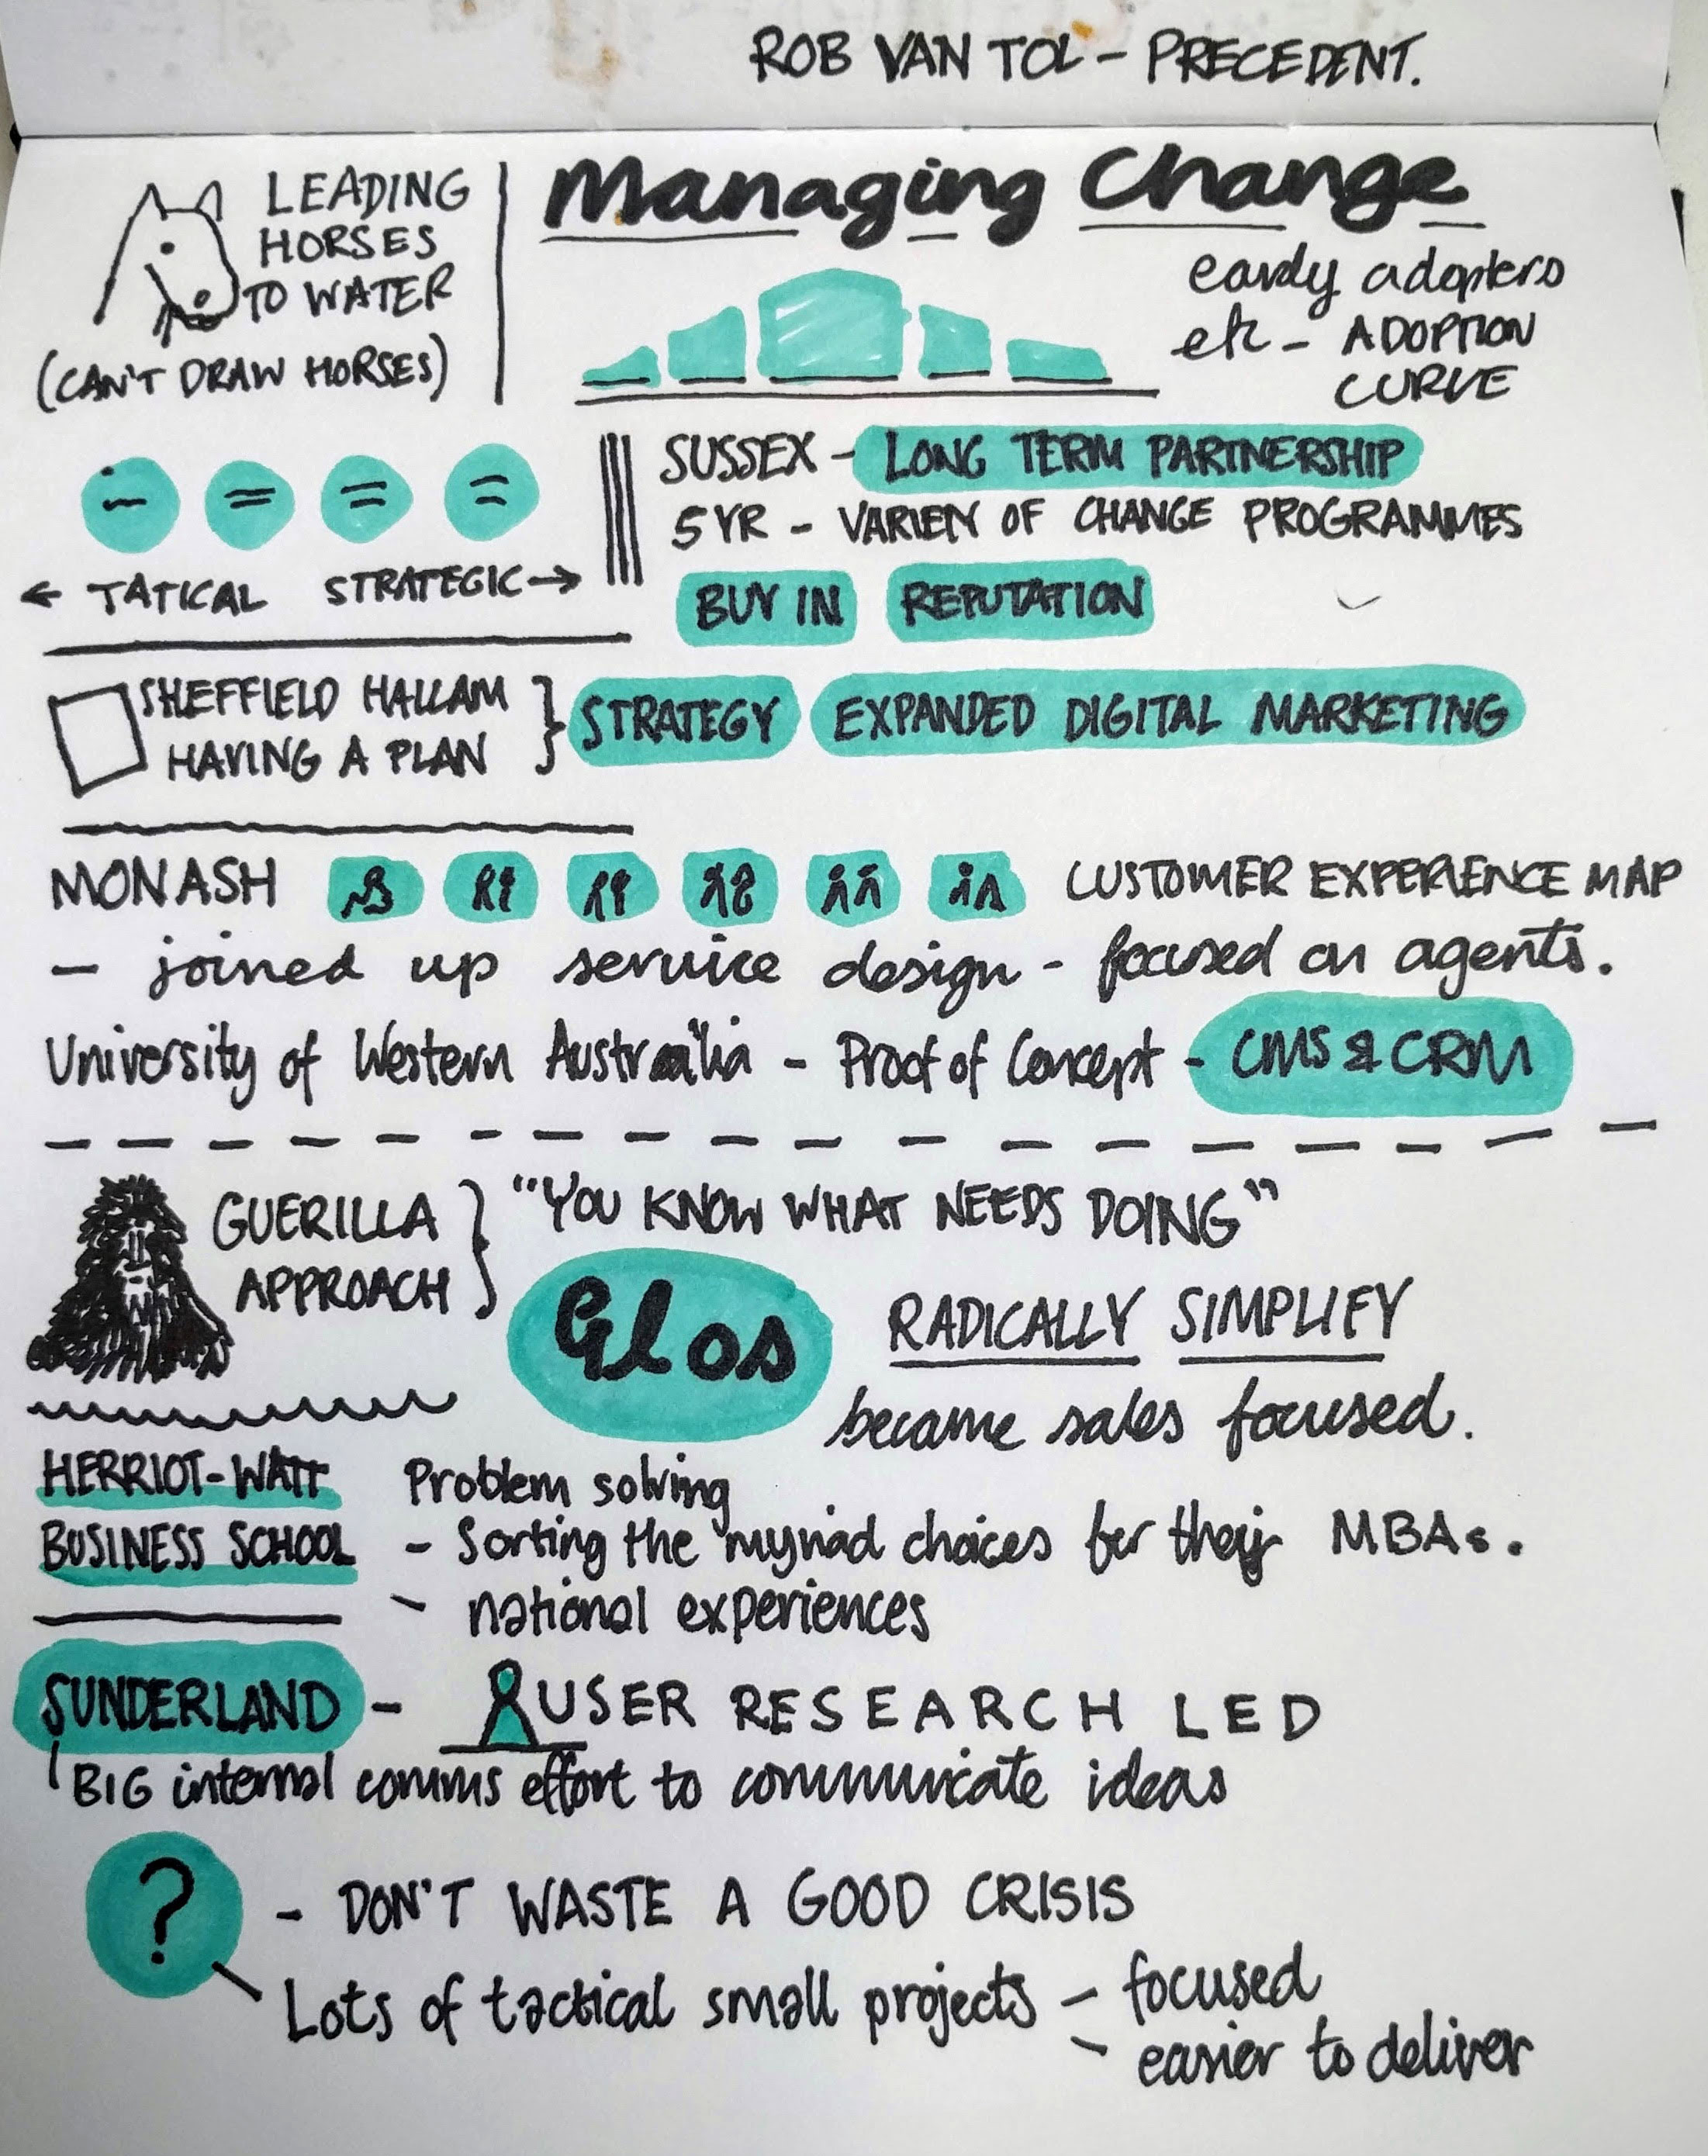 ROB VAN TOL - PRECEDENT.
LEADING
HORSES
TO WATER
(CAN'T DRAW HORSES)
Managing Change
early adopters
etc - ADOPTION
CURVE
← TATICAL STRATEGIC →
SUSSEX - LONG TERM PARTNERSHIP
5 YR - VARIETY OF CHANGE PROGRAMMES
BUY IN REPUTATION
SHEFFIELD HALLAM
HAVING A PLAN
STRATEGY EXPANDED DIGITAL MARKETING
MONASH CUSTOMER EXPERIENCE MAP
- joined up service design - focused on agents.
University of Western Australia - Proof of Concept - CMS & CRM
GUERILLA
APPROACH
"YOU KNOW WHAT NEEDS DOING"
Glos
RADICALLY SIMPLIFY
became sales focused.
HERRIOT-WATT
BUSINESS SCHOOL
Problem solving
- Sorting the myriad choices for their MBAs.
- national experiences
SUNDERLAND - USER RESEARCH LED
BIG internal comms effort to communicate ideas
?
- DON'T WASTE A GOOD CRISIS
Lots of tactical small projects - focused
- easier to deliver